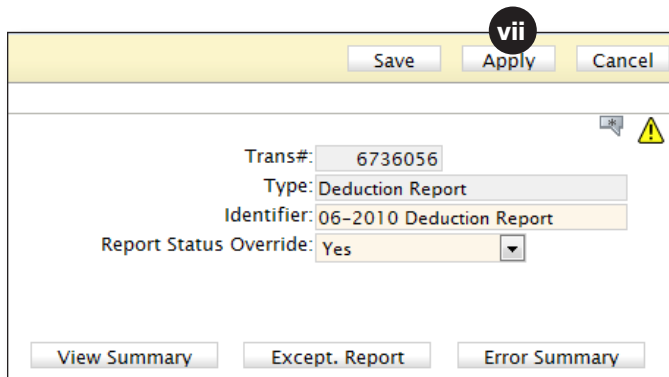 vii
Save Apply Cancel
Trans#: 6736056
Type: Deduction Report
Identifier: 06-2010 Deduction Report
Report Status Override: Yes
View Summary Except. Report Error Summary